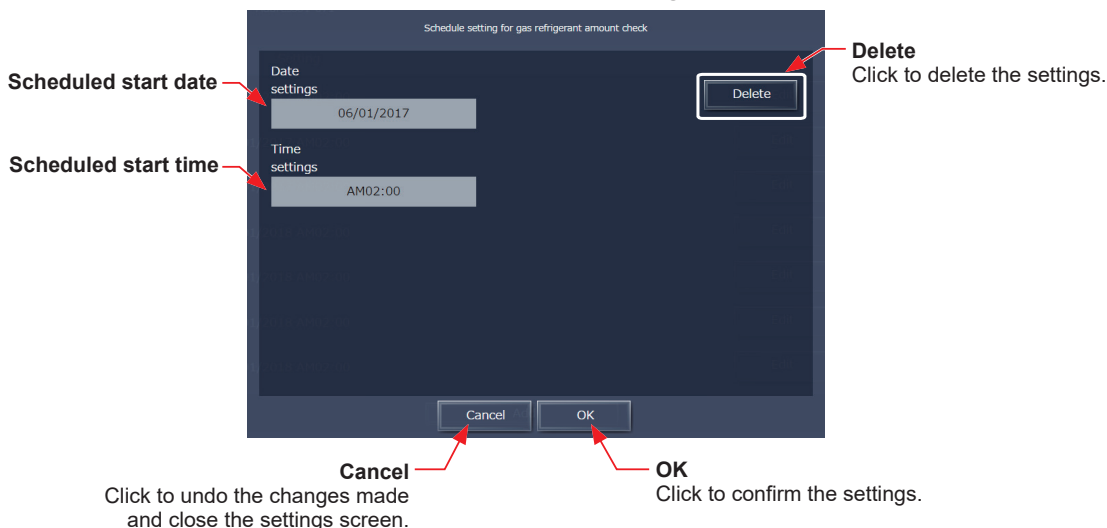 Schedule setting for gas refrigerant amount check
Delete
Click to delete the settings.
Scheduled start date
Date
settings
Delete
06/01/2017
Scheduled start time
Time
settings
AM02:00
Cancel
OK
Cancel
Click to undo the changes made
and close the settings screen.
OK
Click to confirm the settings.